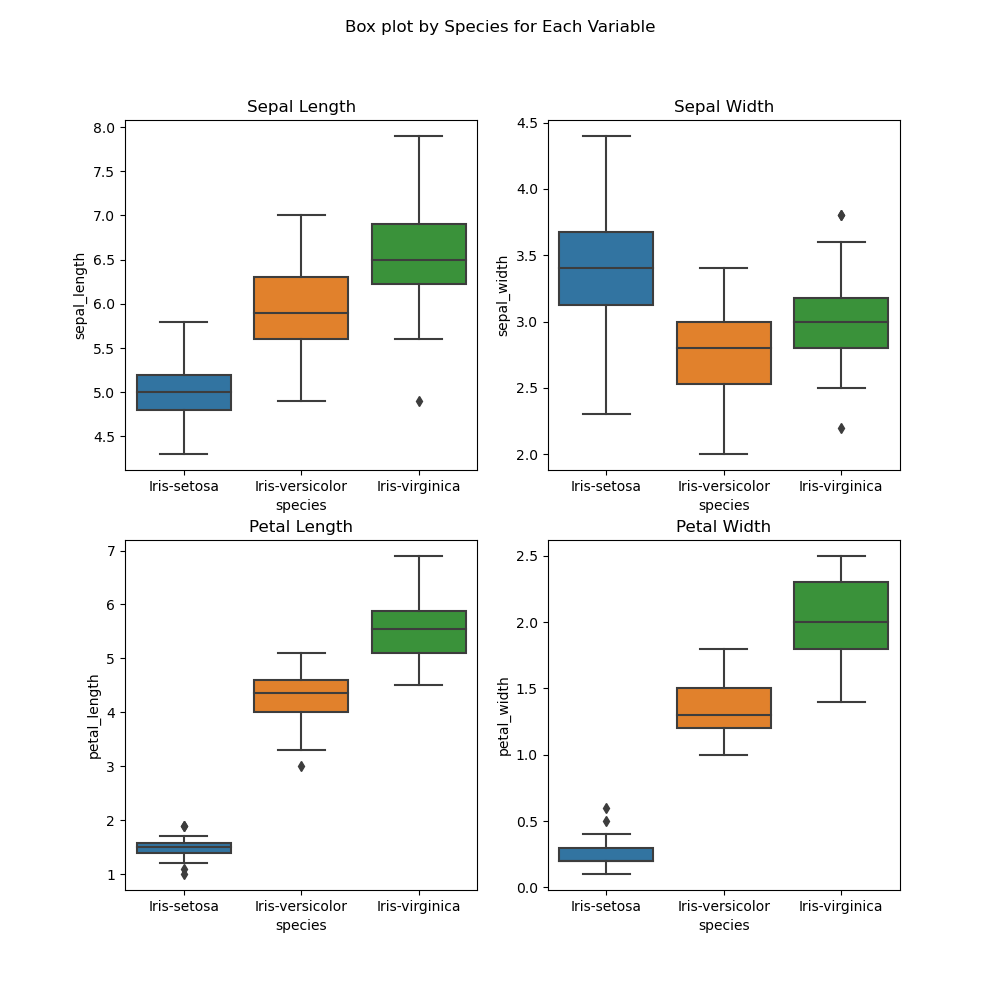 Box plot by Species for Each Variable
Sepal Length
sepal_length
8.0
7.5
7.0
6.5
6.0
5.5
5.0
4.5
Iris-setosa Iris-versicolor Iris-virginica
species
Sepal Width
sepal_width
4.5
4.0
3.5
3.0
2.5
2.0
Iris-setosa Iris-versicolor Iris-virginica
species
Petal Length
petal_length
7
6
5
4
3
2
1
Iris-setosa Iris-versicolor Iris-virginica
species
Petal Width
petal_width
2.5
2.0
1.5
1.0
0.5
0.0
Iris-setosa Iris-versicolor Iris-virginica
species